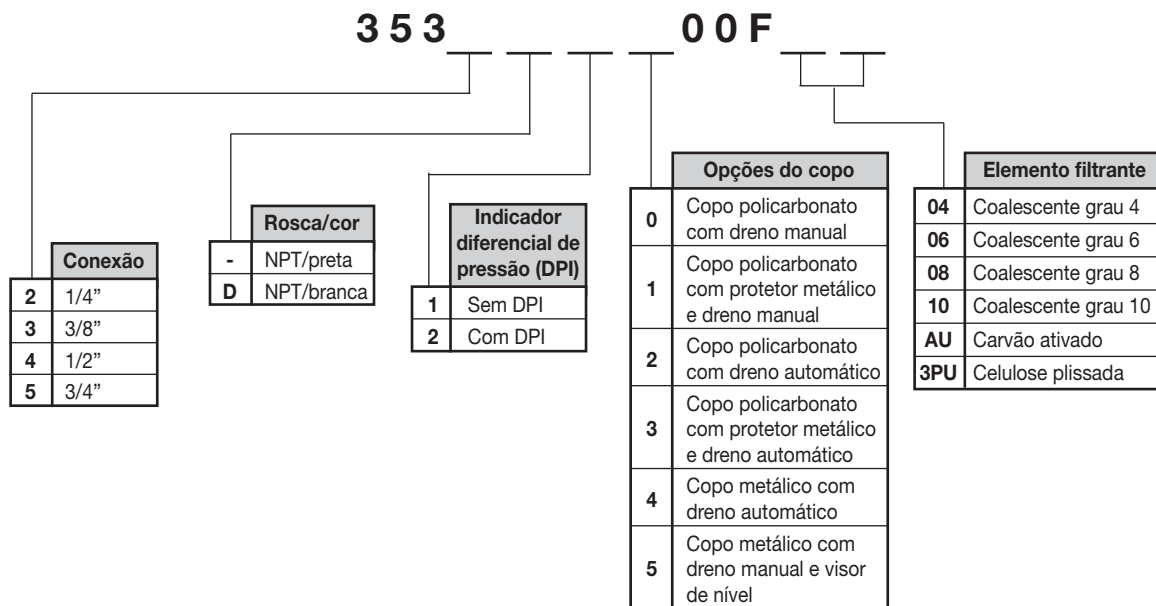 353 _ _ _ _ 00F _ _
Conexão
2 1/4”
3 3/8”
4 1/2”
5 3/4”
Rosca/cor
- NPT/preta
D NPT/branca
Indicador
diferencial de
pressão (DPI)
1 Sem DPI
2 Com DPI
Opções do copo
0 Copo policarbonato
com dreno manual
1 Copo policarbonato
com protetor metálico
e dreno manual
2 Copo policarbonato
com dreno automático
3 Copo policarbonato
com protetor metálico
e dreno automático
4 Copo metálico com
dreno automático
5 Copo metálico com
dreno manual e visor
de nível
Elemento filtrante
04 Coalescente grau 4
06 Coalescente grau 6
08 Coalescente grau 8
10 Coalescente grau 10
AU Carvão ativado
3PU Celulose plissada